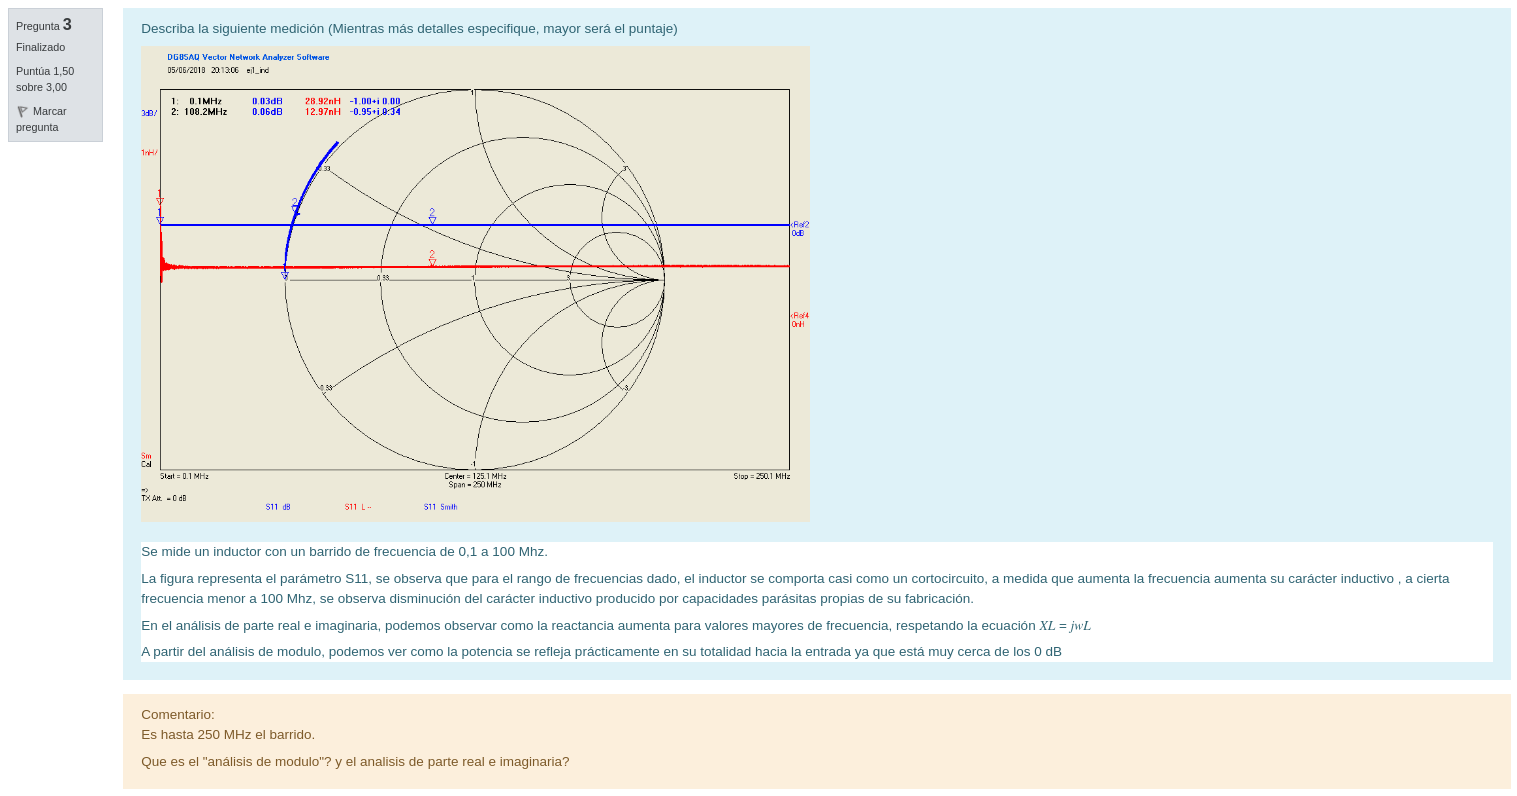 Pregunta 3
Finalizado
Puntúa 1,50
sobre 3,00
Marcar
pregunta
Describa la siguiente medición (Mientras más detalles especifique, mayor será el puntaje)
DG8SAQ Vector Network Analyzer Software
05/06/2018 20:13:06 ej1_ind
1: 0.1MHz 0.03dB 28.92nH -1.00+j 0.00
2: 108.2MHz 0.06dB 12.97nH -0.95+j 0.34
3dB/
1nH/
1
0.33
3
1
1
2
2
<Ref2
0dB
2
0.33
1
3
<Ref4
0nH
0.33
-3
-1
Sm
Cal
Start = 0.1 MHz
Center = 125.1 MHz
Span = 250 MHz
Stop = 250.1 MHz
=>
TX Att. = 0 dB
S11 dB
S11 L --
S11 Smith
Se mide un inductor con un barrido de frecuencia de 0,1 a 100 Mhz.
La figura representa el parámetro S11, se observa que para el rango de frecuencias dado, el inductor se comporta casi como un cortocircuito, a medida que aumenta la frecuencia aumenta su carácter inductivo , a cierta
frecuencia menor a 100 Mhz, se observa disminución del carácter inductivo producido por capacidades parásitas propias de su fabricación.
En el análisis de parte real e imaginaria, podemos observar como la reactancia aumenta para valores mayores de frecuencia, respetando la ecuación XL = jwL
A partir del análisis de modulo, podemos ver como la potencia se refleja prácticamente en su totalidad hacia la entrada ya que está muy cerca de los 0 dB
Comentario:
Es hasta 250 MHz el barrido.
Que es el "análisis de modulo"? y el analisis de parte real e imaginaria?